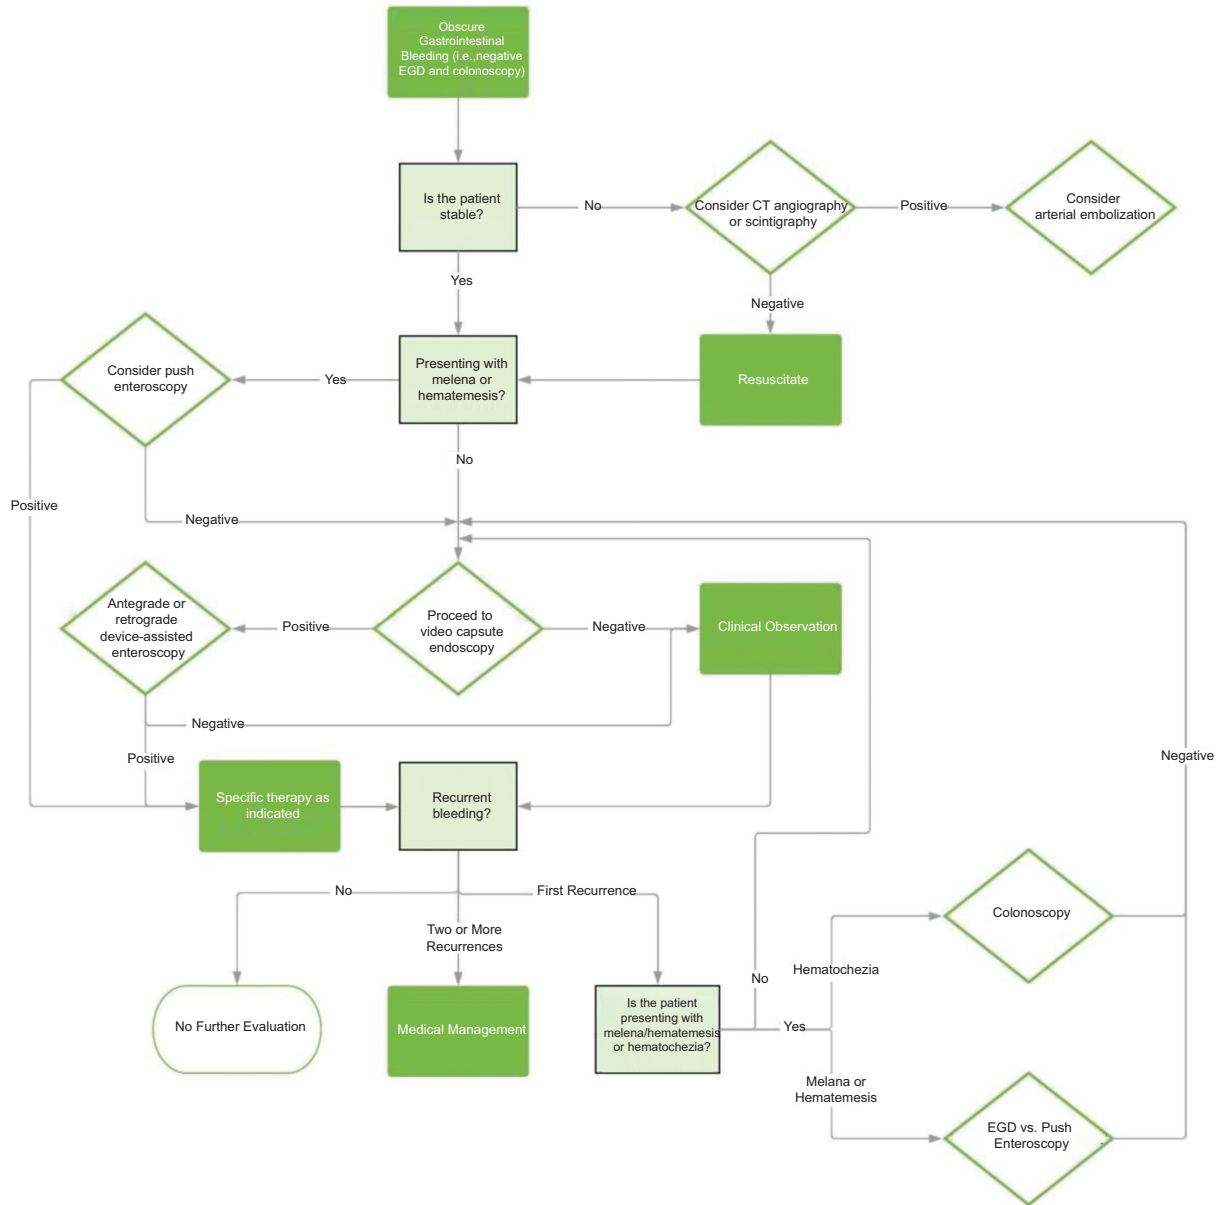 Obscure
Gastrointestinal
Bleeding (i.e.,negative
EGD and colonoscopy)
Is the patient
stable?
No
Consider CT angiography
or scintigraphy
Positive
Consider
arterial embolization
Yes
Negative
Consider push
enteroscopy
Yes
Presenting with
melena or
hematemesis?
Resuscitate
No
Positive
Negative
Antegrade or
retrograde
device-assisted
enteroscopy
Positive
Proceed to
video capsute
endoscopy
Negative
Clinical Observation
Negative
Positive
Negative
Specific therapy as
indicated
Recurrent
bleeding?
No
First Recurrence
Two or More
Recurrences
Colonoscopy
Hematochezia
No
No Further Evaluation
Medical Management
Is the patient
presenting with
melena/hematemesis
or hematochezia?
Yes
Melana or
Hematemesis
EGD vs. Push
Enteroscopy